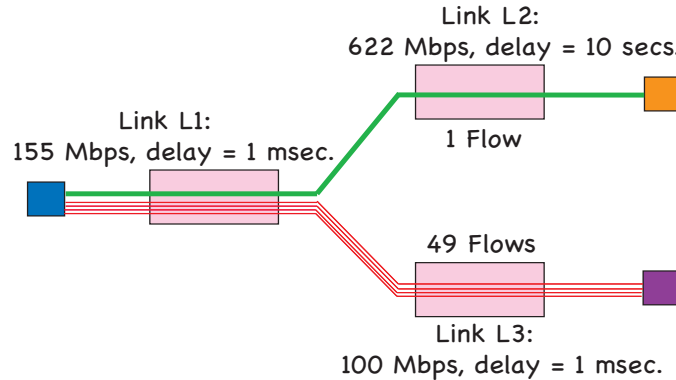 Link L2:
622 Mbps, delay = 10 secs.
Link L1:
155 Mbps, delay = 1 msec.
1 Flow
49 Flows
Link L3:
100 Mbps, delay = 1 msec.